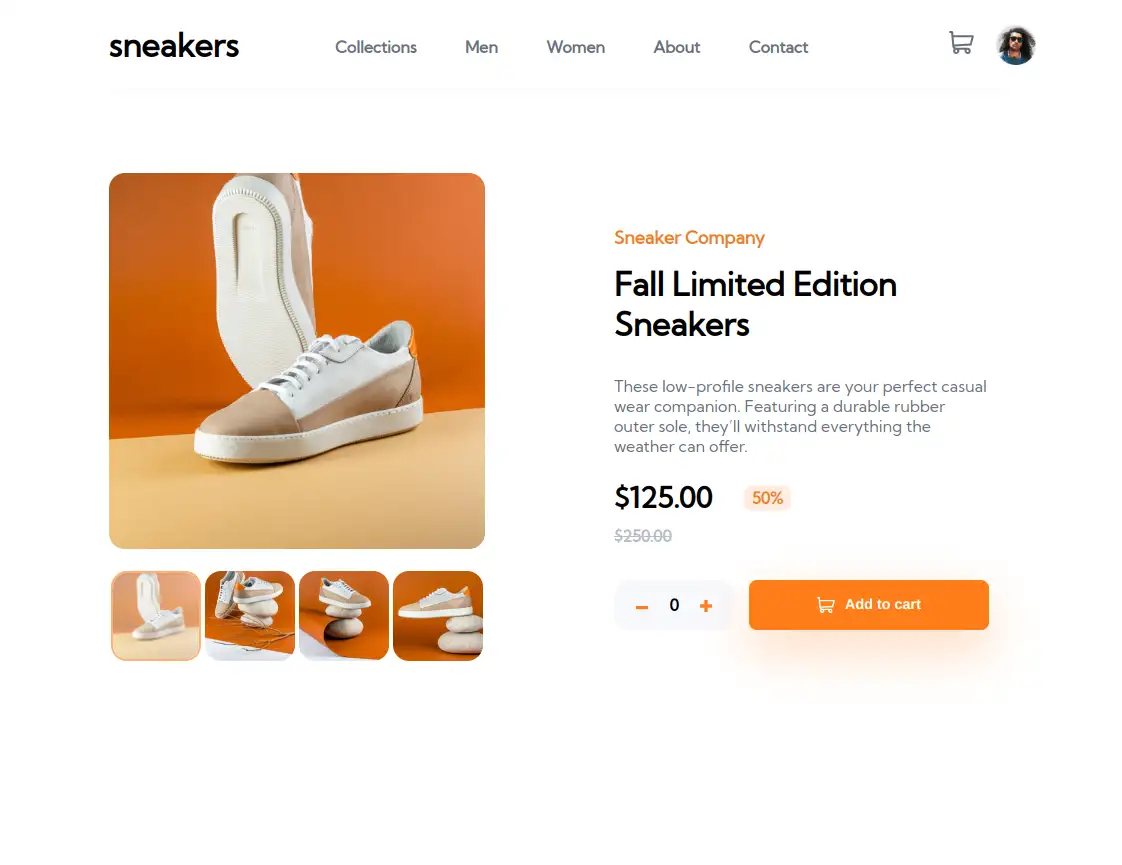 sneakers
Collections Men Women About Contact
Sneaker Company
Fall Limited Edition
Sneakers
These low-profile sneakers are your perfect casual
wear companion. Featuring a durable rubber
outer sole, they’ll withstand everything the
weather can offer.
$125.00 50%
$250.00
– 0 + Add to cart